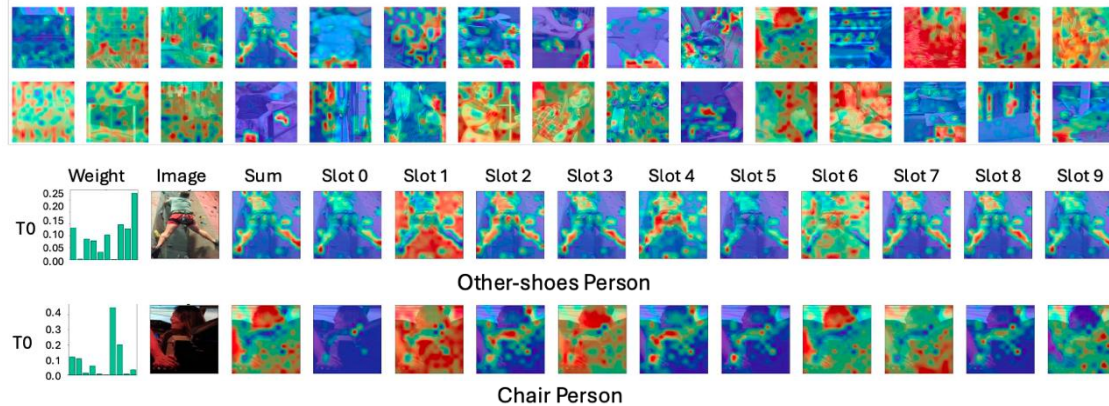 Weight Image Sum Slot 0 Slot 1 Slot 2 Slot 3 Slot 4 Slot 5 Slot 6 Slot 7 Slot 8 Slot 9
0.25
0.20
0.15
T0
0.10
0.05
0.00
Other-shoes Person
0.4
0.3
T0
0.2
0.1
0.0
Chair Person